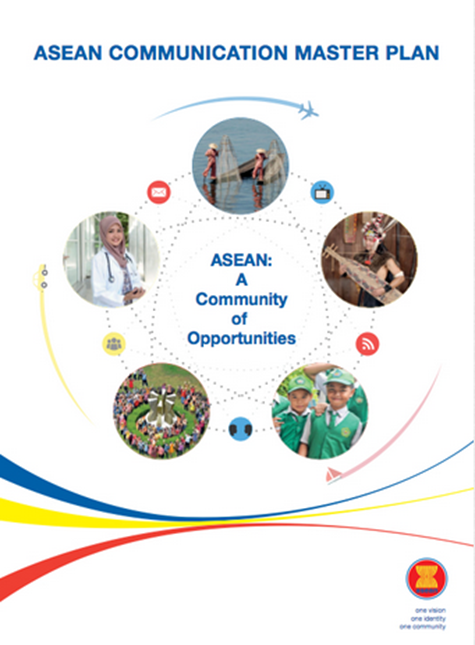 ASEAN COMMUNICATION MASTER PLAN
ASEAN:
A
Community
of
Opportunities
one vision
one identity
one community